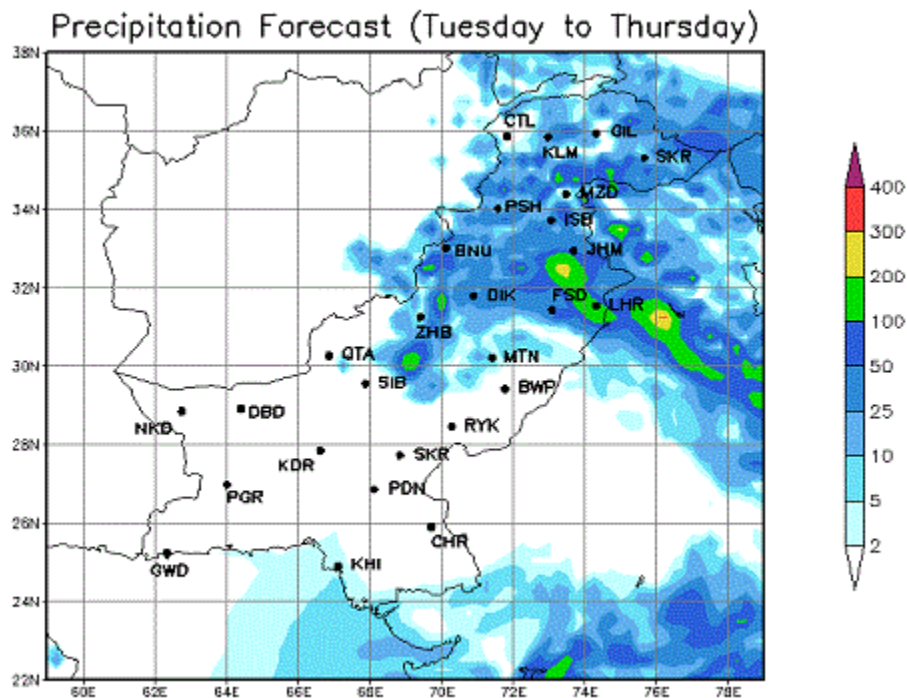 Precipitation Forecast (Tuesday to Thursday)
38N
36N
34N
32N
30N
28N
26N
24N
22N
60E
62E
64E
66E
68E
70E
72E
74E
76E
78E
CTL
GIL
KLM
SKR
MZD
PSH
ISB
BNU
JHM
DIK
FSD
LHR
ZHB
QTA
MTN
SIB
BWP
NKD
DBD
RYK
KDR
SKR
PGR
PDN
CHR
GWD
KHI
400
300
200
100
50
25
10
5
2